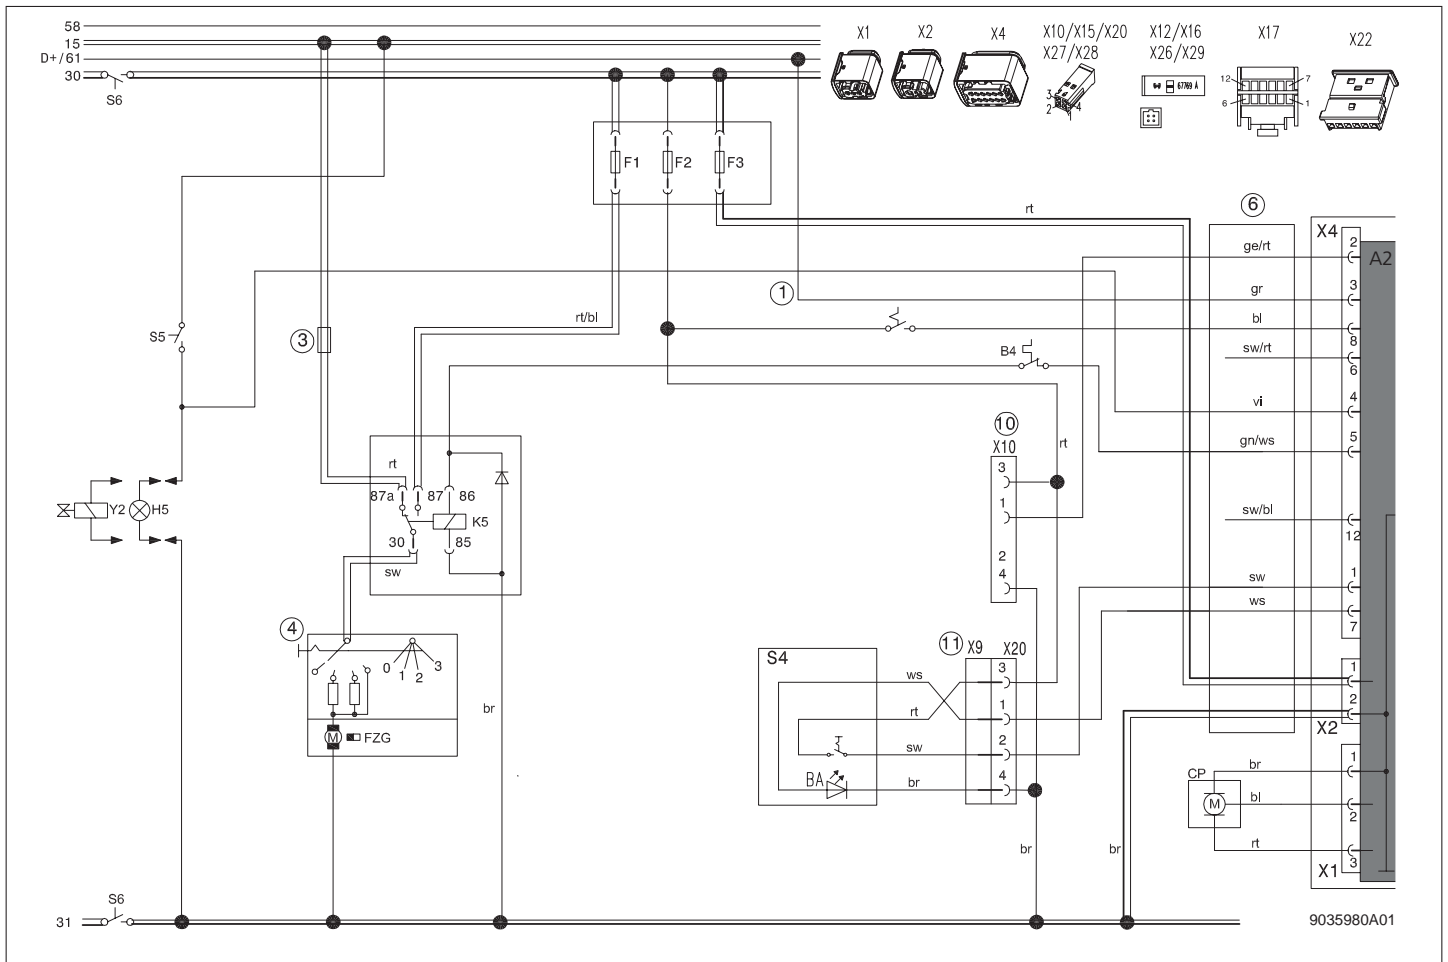 58
15
D+/61
30
S6
X1
X2
X4
X10/X15/X20
X27/X28
X12/X16
X26/X29
X17
X22
3
2
4
67769 A
12
7
6
1
F1
F2
F3
rt
6
X4
2
A2
ge/rt
3
gr
1
bl
8
rt/bl
3
S5
B4
sw/rt
6
4
vi
5
gn/ws
10
X10
rt
3
1
2
4
rt
87a
87
86
K5
30
85
sw
Y2
H5
sw/bl
12
1
sw
ws
7
4
0
1
2
3
M
FZG
br
S4
11
X9
X20
ws
3
rt
1
sw
2
BA
br
4
1
2
X2
CP
br
1
M
bl
2
rt
3
X1
br
br
S6
31
9035980A01